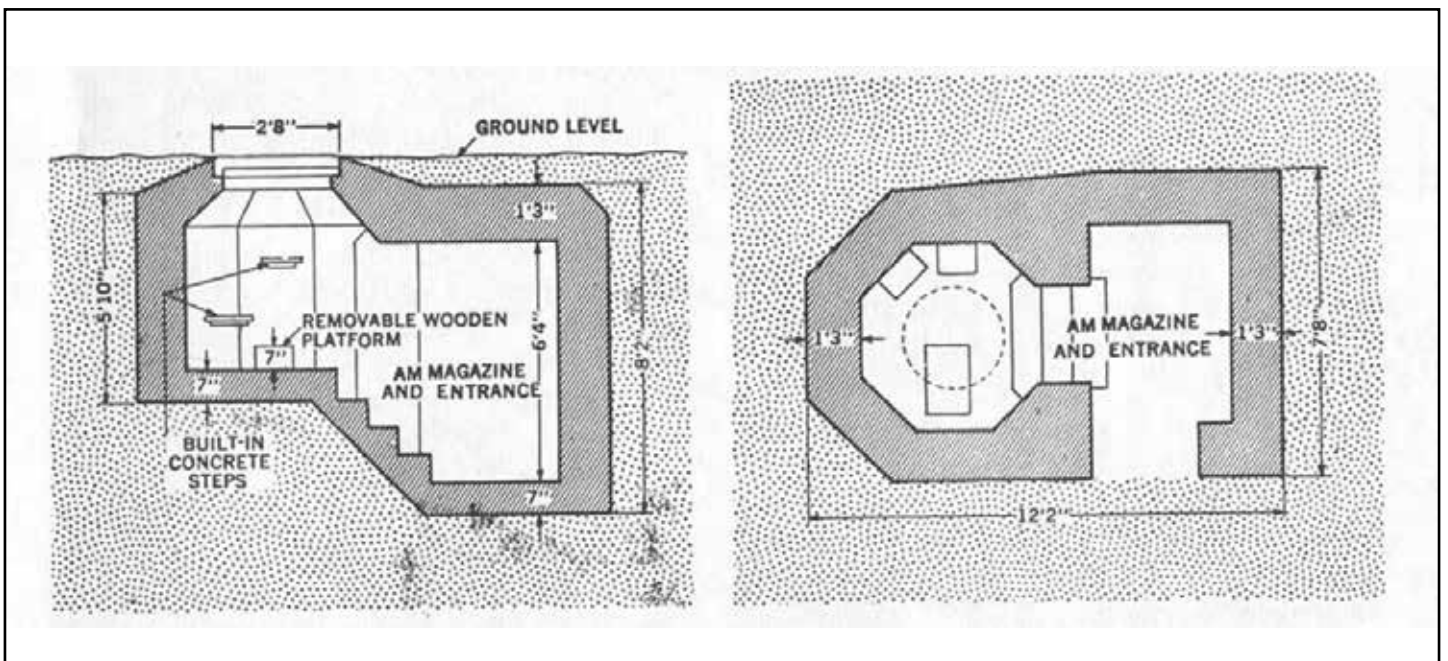 2'8"
GROUND LEVEL
1'3"
5'10"
REMOVABLE WOODEN
PLATFORM
7"
6'4"
8'2"
7"
AM MAGAZINE
AND ENTRANCE
BUILT-IN
CONCRETE
STEPS
7"
AM MAGAZINE
AND ENTRANCE
1'3"
1'3"
7'8"
12'2"